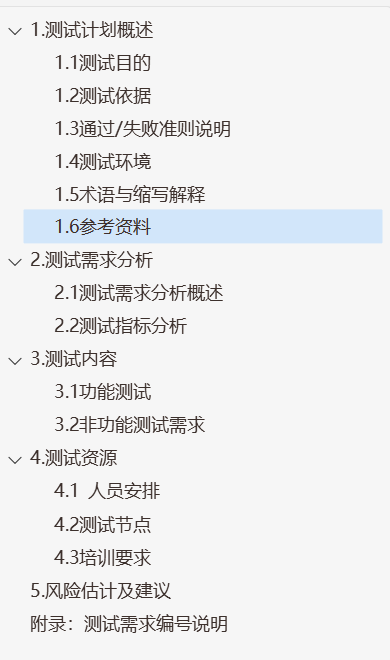 1.测试计划概述
1.1测试目的
1.2测试依据
1.3通过/失败准则说明
1.4测试环境
1.5术语与缩写解释
1.6参考资料
2.测试需求分析
2.1测试需求分析概述
2.2测试指标分析
3.测试内容
3.1功能测试
3.2非功能测试需求
4.测试资源
4.1 人员安排
4.2测试节点
4.3培训要求
5.风险估计及建议
附录：测试需求编号说明